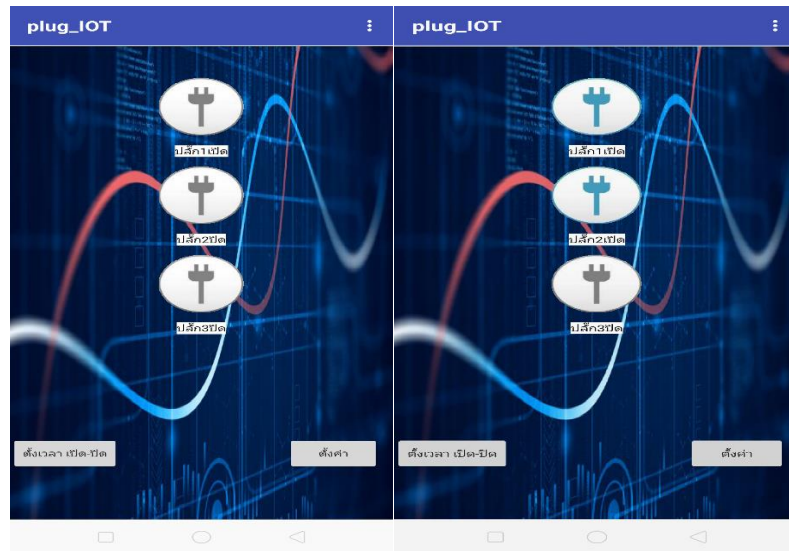 plug_IOT
ปลั๊ก1เปิด
ปลั๊ก2ปิด
ปลั๊ก3ปิด
ตั้งเวลา เปิด-ปิด
ตั้งค่า
plug_IOT
ปลั๊ก1เปิด
ปลั๊ก2เปิด
ปลั๊ก3ปิด
ตั้งเวลา เปิด-ปิด
ตั้งค่า